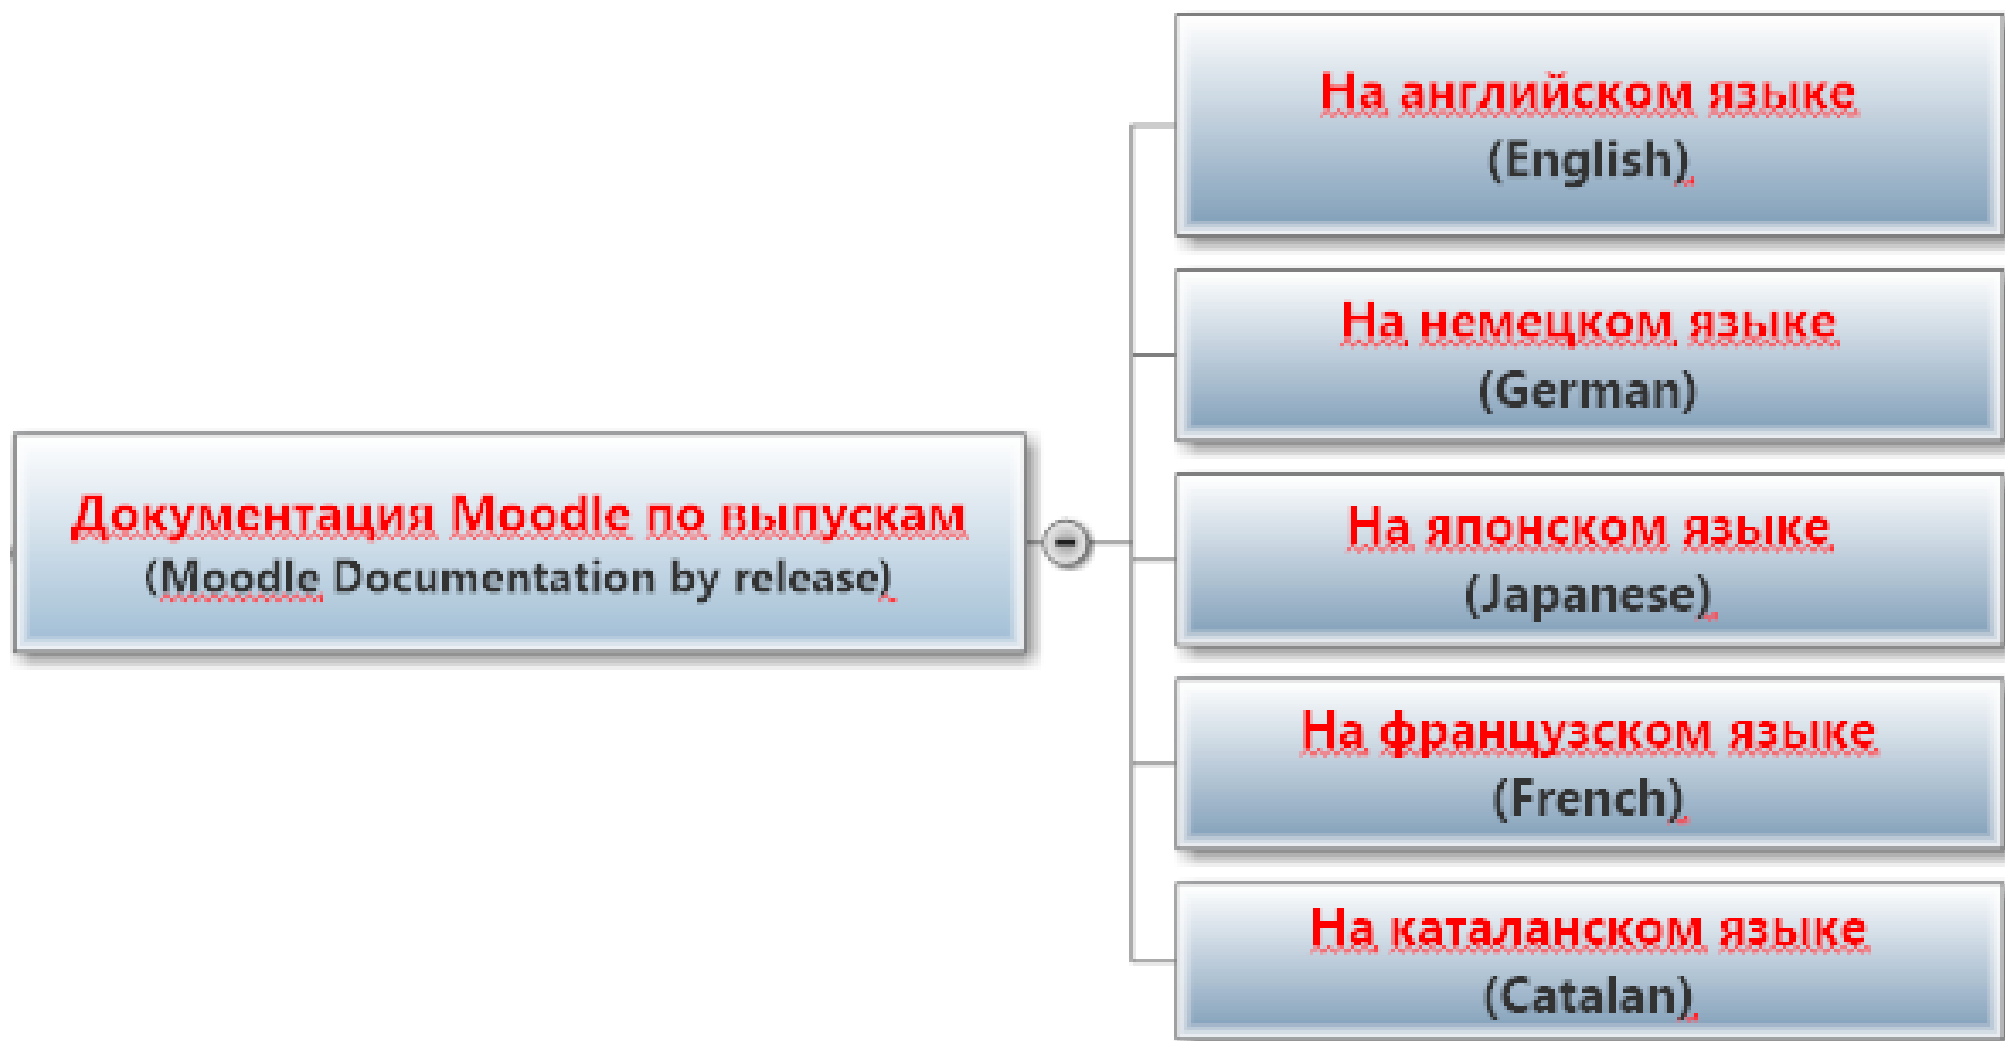 На английском языке
(English)
На немецком языке
(German)
Документация Moodle по выпускам
(Moodle Documentation by release)
На японском языке
(Japanese)
На французском языке
(French)
На каталанском языке
(Catalan)